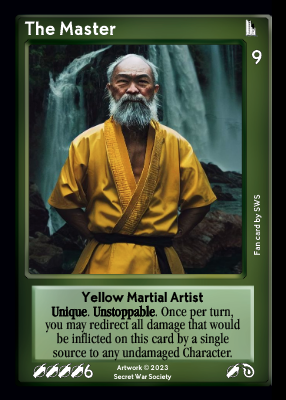 The Master
9
Fan card by SWS
Yellow Martial Artist
Unique. Unstoppable. Once per turn,
you may redirect all damage that would
be inflicted on this card by a single
source to any undamaged Character.
6
Artwork © 2023
Secret War Society